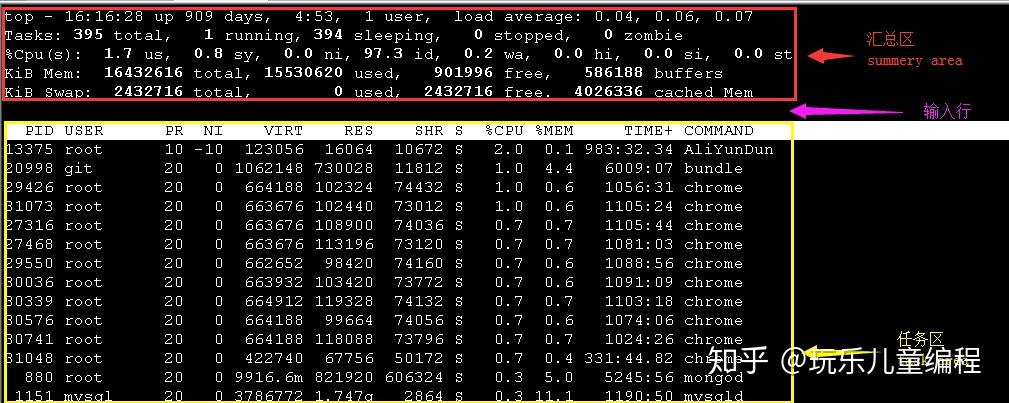 top - 16:16:28 up 909 days,  4:53,  1 user,  load average: 0.04, 0.06, 0.07
Tasks: 395 total,   1 running, 394 sleeping,   0 stopped,   0 zombie
%Cpu(s):  1.7 us,  0.8 sy,  0.0 ni, 97.3 id,  0.2 wa,  0.0 hi,  0.0 si,  0.0 st
KiB Mem:  16432616 total, 15530620 used,   901996 free,   586188 buffers
KiB Swap:  2432716 total,        0 used,  2432716 free.  4026336 cached Mem
汇总区
summery area
输入行
PID USER PR NI VIRT RES SHR S %CPU %MEM TIME+ COMMAND
13375 root 10 -10 123056 16064 10672 S 2.0 0.1 983:32.34 AliYunDun
20998 git 20 0 1062148 730028 11812 S 1.0 4.4 6009:07 bundle
29426 root 20 0 664188 102324 74432 S 1.0 0.6 1056:31 chrome
31073 root 20 0 663676 102440 73012 S 1.0 0.6 1105:24 chrome
27316 root 20 0 663676 108900 74036 S 0.7 0.7 1105:44 chrome
27468 root 20 0 663676 113196 73120 S 0.7 0.7 1081:03 chrome
29550 root 20 0 662652 98420 74160 S 0.7 0.6 1088:56 chrome
30036 root 20 0 663932 103420 73772 S 0.7 0.6 1091:09 chrome
30339 root 20 0 664912 119328 74132 S 0.7 0.7 1103:18 chrome
30576 root 20 0 664188 99664 74056 S 0.7 0.6 1074:06 chrome
30741 root 20 0 664188 118088 73796 S 0.7 0.7 1024:26 chrome
31048 root 20 0 422740 67756 50172 S 0.7 0.4 331:44.82 chrome
880 root 20 0 9916.6m 821920 606324 S 0.3 5.0 5245:56 mongod
1151 mysql 20 0 3786772 1.747g 2864 S 0.3 11.1 1190:50 mysqld
任务区
知乎 @玩乐儿童编程